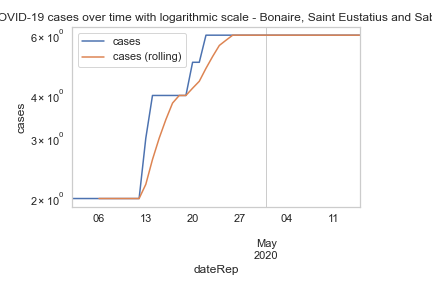 OVID-19 cases over time with logarithmic scale - Bonaire, Saint Eustatius and Sab
6 × 10⁰
4 × 10⁰
3 × 10⁰
2 × 10⁰
cases
cases
cases (rolling)
06 13 20 27 04 11
May
2020
dateRep